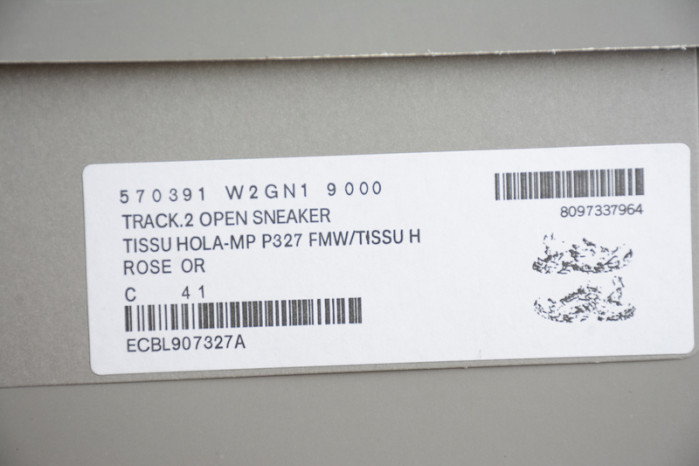 570391 W2GN1 9000
TRACK.2 OPEN SNEAKER
TISSU HOLA-MP P327 FMW/TISSU H
ROSE OR
C 41
ECBL907327A
8097337964